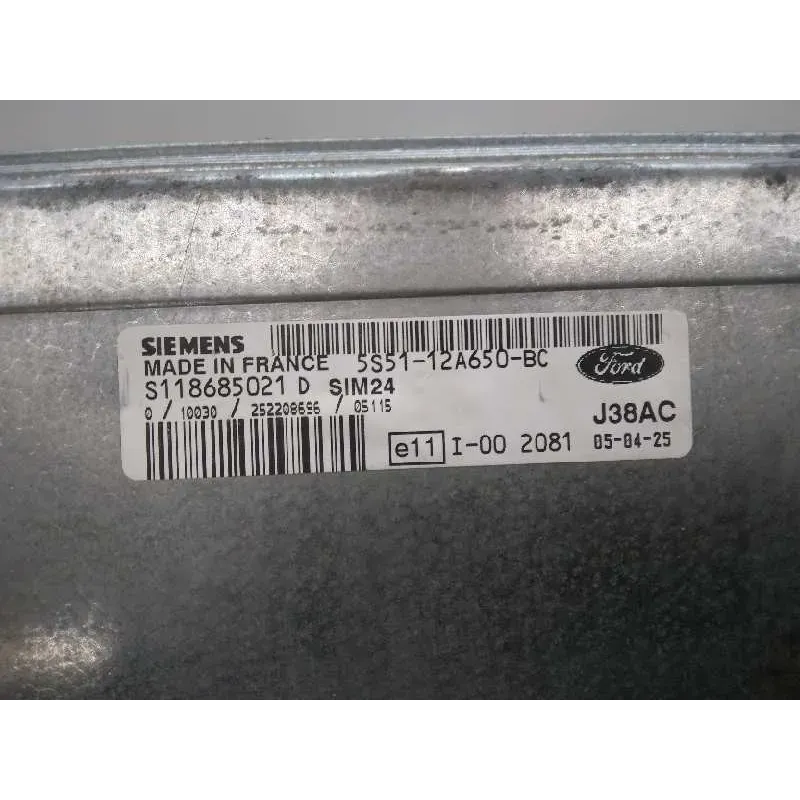 SIEMENS
MADE IN FRANCE 5S51-12A650-BC Ford
S118685021 D SIM24
0 / 10030 / 252208696 / 05115
J38AC
e11 I-00 2081 05-04-25